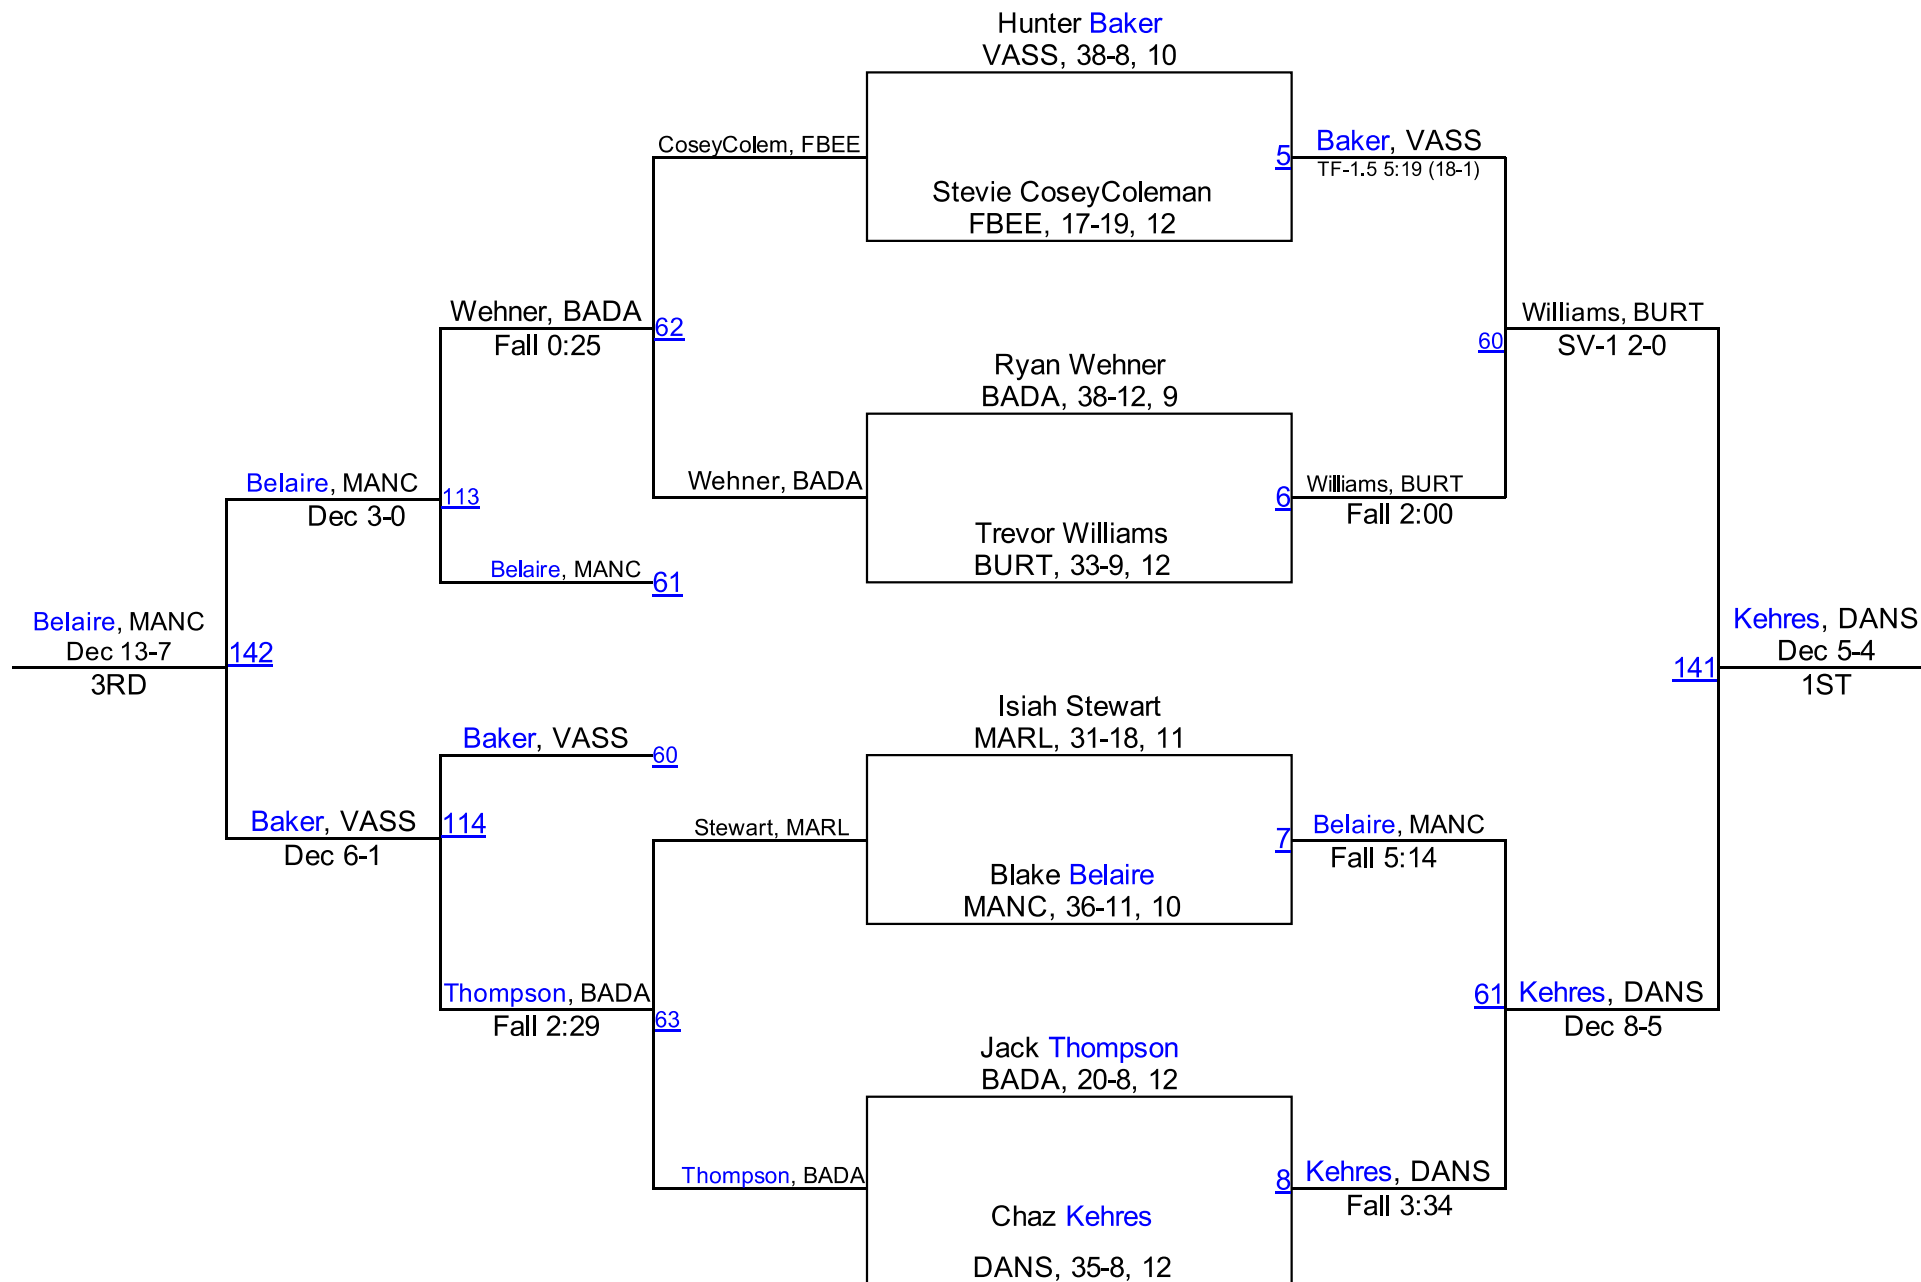 Hunter Baker
VASS, 38-8, 10
CoseyColem, FBEE
5
Baker, VASS
TF-1.5 5:19 (18-1)
Stevie CoseyColeman
FBEE, 17-19, 12
Wehner, BADA
Fall 0:25
62
60
Williams, BURT
SV-1 2-0
Ryan Wehner
BADA, 38-12, 9
Belaire, MANC
Dec 3-0
113
Wehner, BADA
6
Williams, BURT
Fall 2:00
Trevor Williams
BURT, 33-9, 12
Belaire, MANC
61
Belaire, MANC
Dec 13-7
3RD
142
141
Kehres, DANS
Dec 5-4
1ST
Isiah Stewart
MARL, 31-18, 11
Baker, VASS
60
Baker, VASS
Dec 6-1
114
Stewart, MARL
7
Belaire, MANC
Fall 5:14
Blake Belaire
MANC, 36-11, 10
Thompson, BADA
Fall 2:29
63
61
Kehres, DANS
Dec 8-5
Jack Thompson
BADA, 20-8, 12
Thompson, BADA
8
Kehres, DANS
Fall 3:34
Chaz Kehres
DANS, 35-8, 12